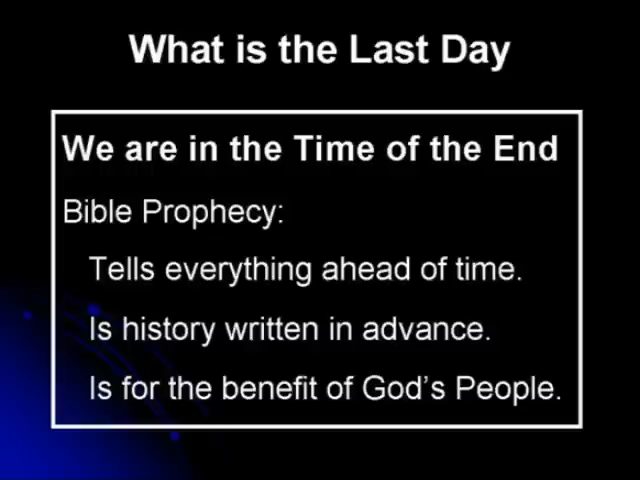 What is the Last Day
We are in the Time of the End
Bible Prophecy:
Tells everything ahead of time.
Is history written in advance.
Is for the benefit of God’s People.